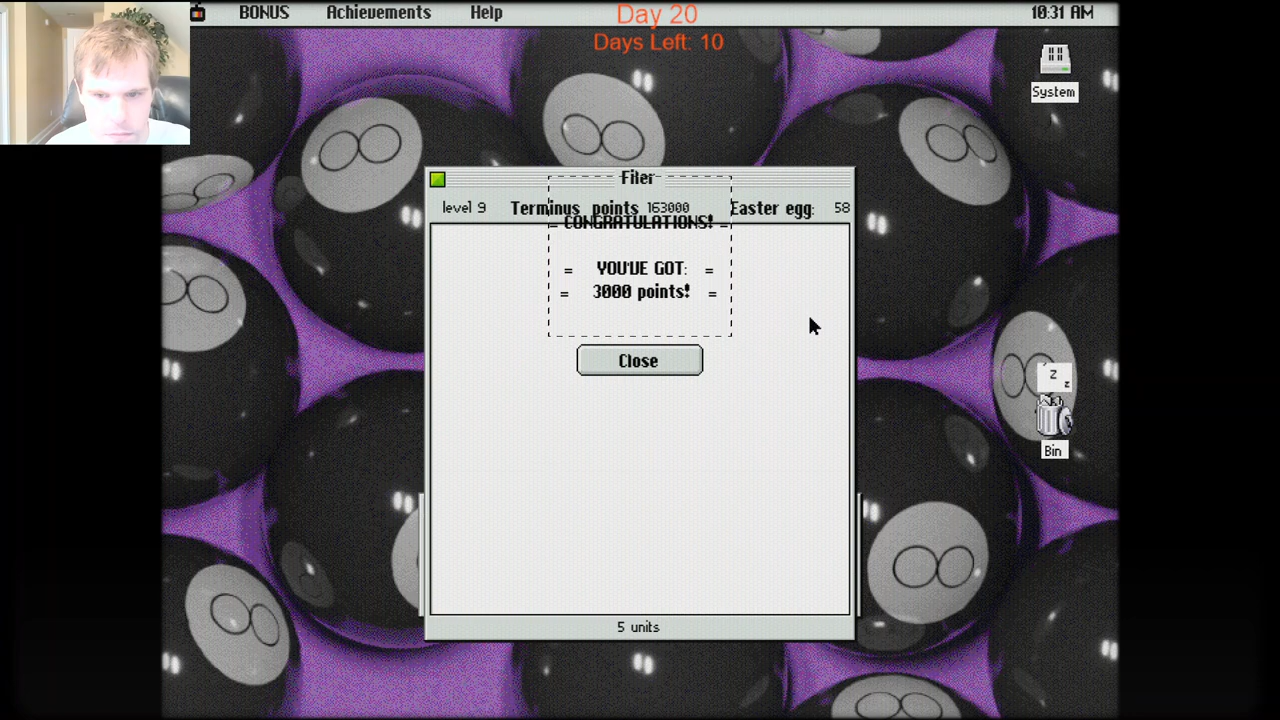 BONUS Achievements Help Day 20 10:31 AM
Days Left: 10
System
Filer
level 9 Terminus points 163000 Easter egg: 58
= CONGRATULATIONS! =
= YOU'VE GOT: =
= 3000 points! =
Close
z
z
Bin
5 units